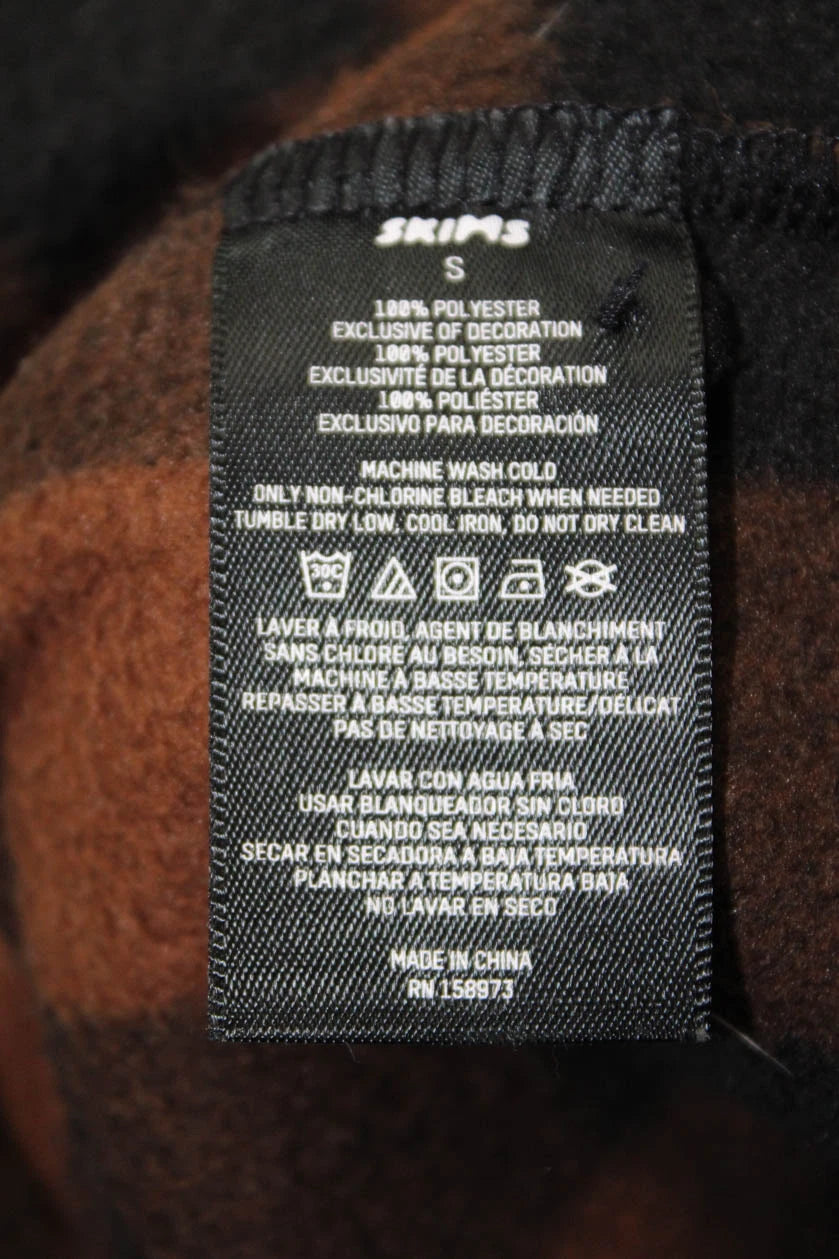 SKIMS
S
100% POLYESTER
EXCLUSIVE OF DECORATION
100% POLYESTER
EXCLUSIVITÉ DE LA DÉCORATION
100% POLIÉSTER
EXCLUSIVO PARA DECORACIÓN
MACHINE WASH COLD
ONLY NON-CHLORINE BLEACH WHEN NEEDED
TUMBLE DRY LOW, COOL IRON, DO NOT DRY CLEAN
30C
LAVER À FROID, AGENT DE BLANCHIMENT
SANS CHLORE AU BESOIN, SÉCHER À LA
MACHINE À BASSE TEMPÉRATURE
REPASSER À BASSE TEMPERATURE/DÉLICAT
PAS DE NETTOYAGE À SEC
LAVAR CON AGUA FRIA
USAR BLANQUEADOR SIN CLORO
CUANDO SEA NECESARIO
SECAR EN SECADORA A BAJA TEMPERATURA
PLANCHAR A TEMPERATURA BAJA
NO LAVAR EN SECO
MADE IN CHINA
RN 158973